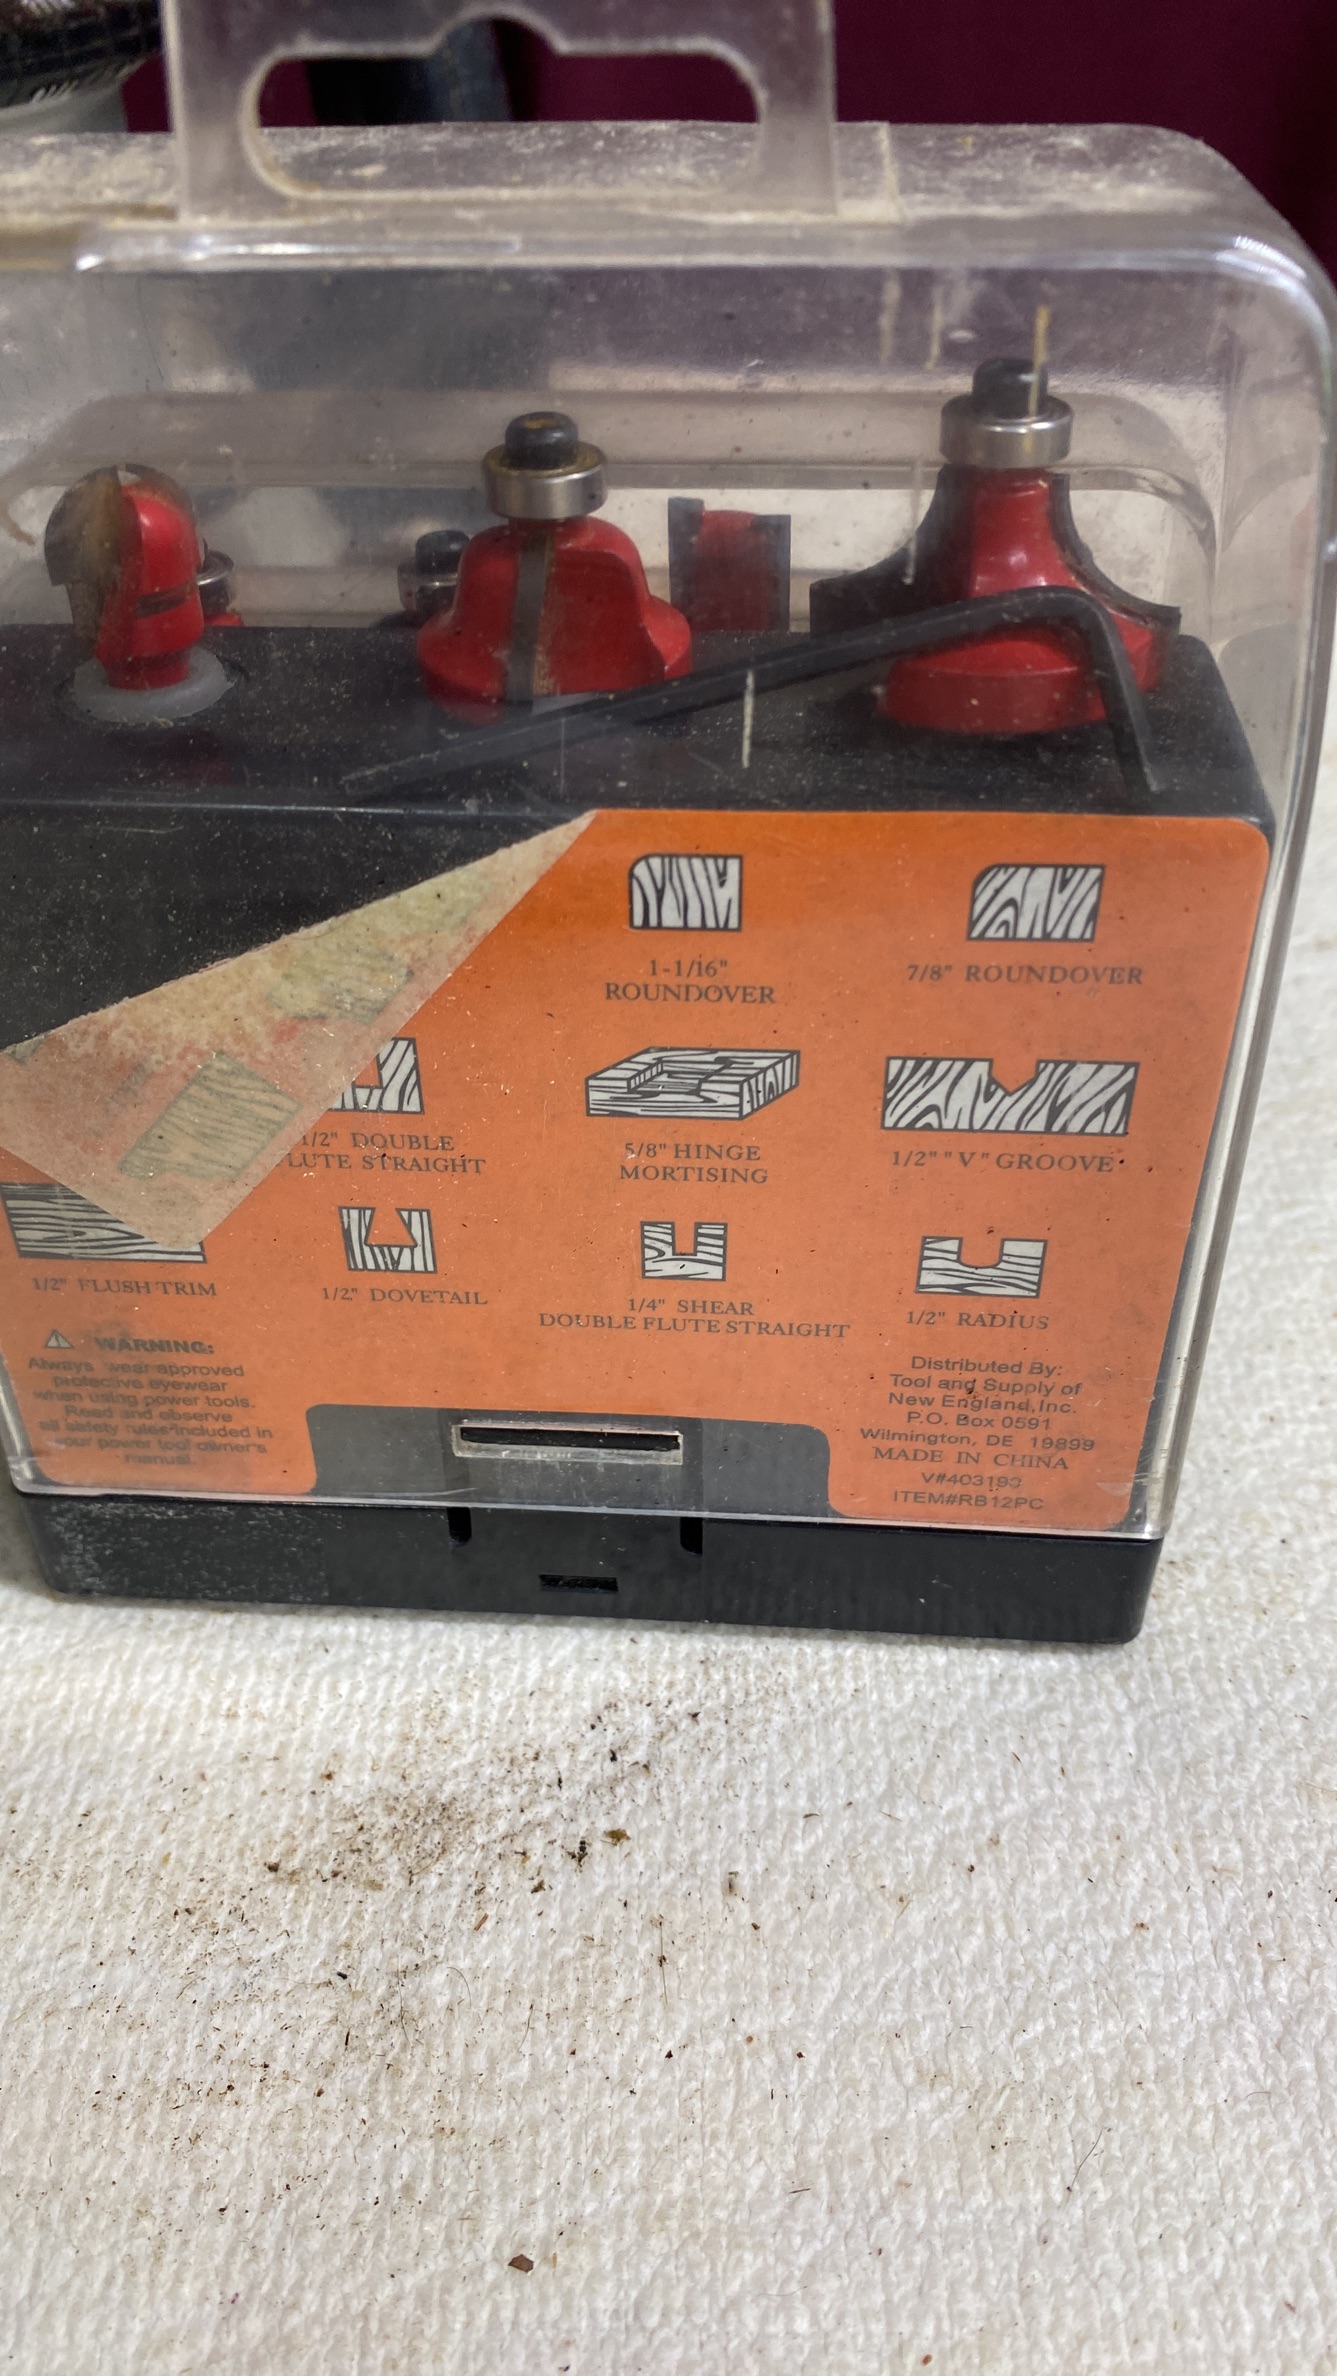 1-1/16"
ROUNDOVER
7/8" ROUNDOVER
1/2" DOUBLE
FLUTE STRAIGHT
5/8" HINGE
MORTISING
1/2" "V" GROOVE
1/2" FLUSH TRIM
1/2" DOVETAIL
1/4" SHEAR
DOUBLE FLUTE STRAIGHT
1/2" RADIUS
WARNING:
Always wear approved
protective eyewear
when using power tools.
Read and observe
all safety rules included in
your power tool owner's
manual.
Distributed By:
Tool and Supply of
New England, Inc.
P.O. Box 0591
Wilmington, DE 19899
MADE IN CHINA
V#403193
ITEM#RB12PC